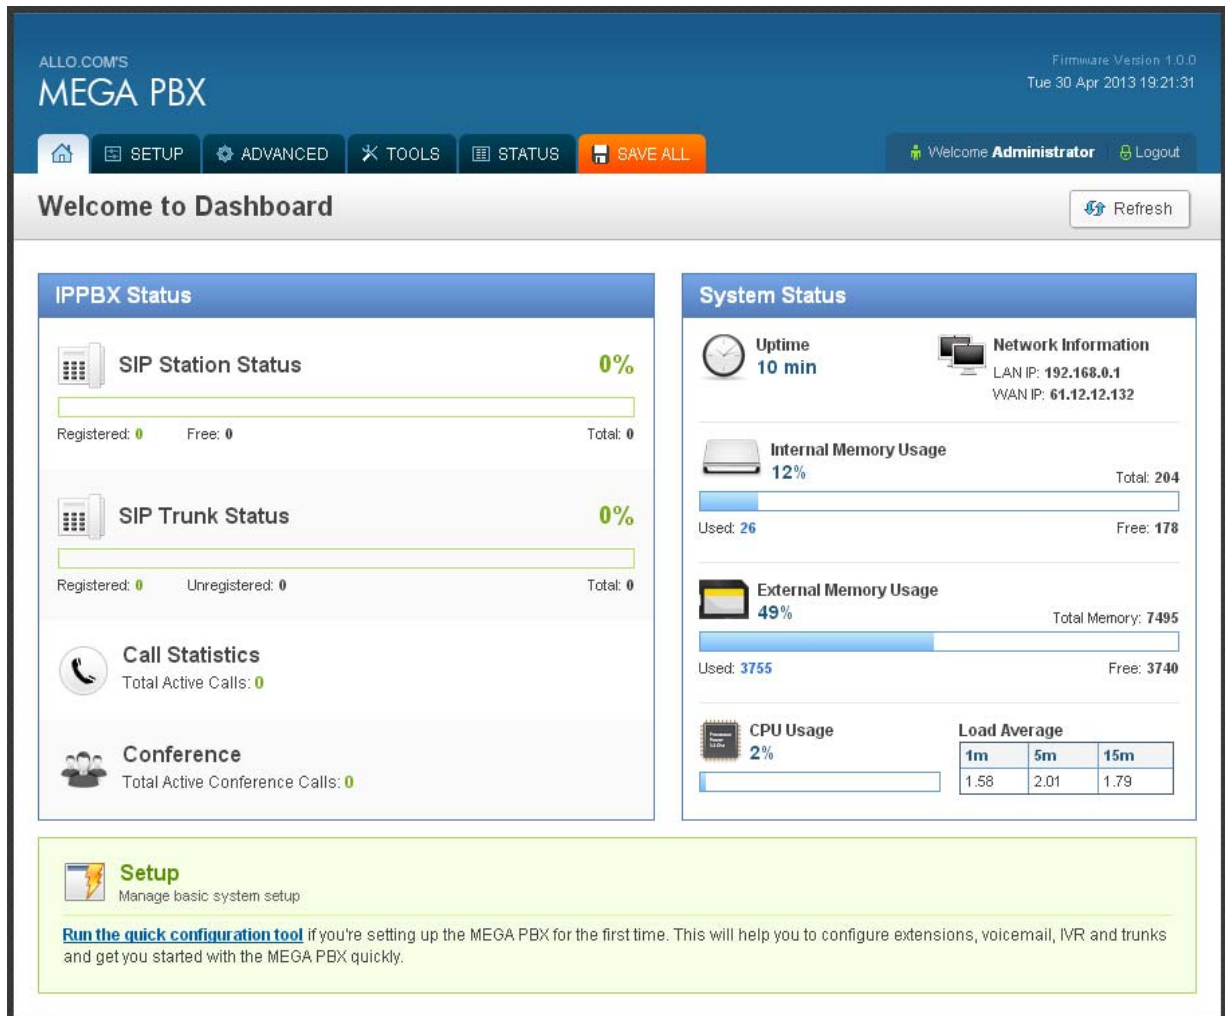 ALLO.COM'S
MEGA PBX
Firmware Version 1.0.0
Tue 30 Apr 2013 19:21:31
SETUP
ADVANCED
TOOLS
STATUS
SAVE ALL
Welcome Administrator
Logout
Welcome to Dashboard
Refresh
IPPBX Status
SIP Station Status
0%
Registered: 0 Free: 0 Total: 0
SIP Trunk Status
0%
Registered: 0 Unregistered: 0 Total: 0
Call Statistics
Total Active Calls: 0
Conference
Total Active Conference Calls: 0
System Status
Uptime
10 min
Network Information
LAN IP: 192.168.0.1
WAN IP: 61.12.12.132
Internal Memory Usage
12%
Total: 204
Used: 26 Free: 178
External Memory Usage
49%
Total Memory: 7495
Used: 3755 Free: 3740
CPU Usage
2%
Load Average
1m 5m 15m
1.58 2.01 1.79
Setup
Manage basic system setup
Run the quick configuration tool if you're setting up the MEGA PBX for the first time. This will help you to configure extensions, voicemail, IVR and trunks
and get you started with the MEGA PBX quickly.